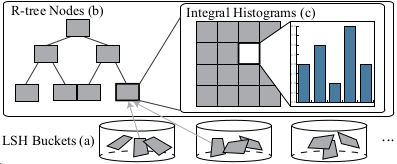 R-tree Nodes (b)
Integral Histograms (c)
LSH Buckets (a)
...